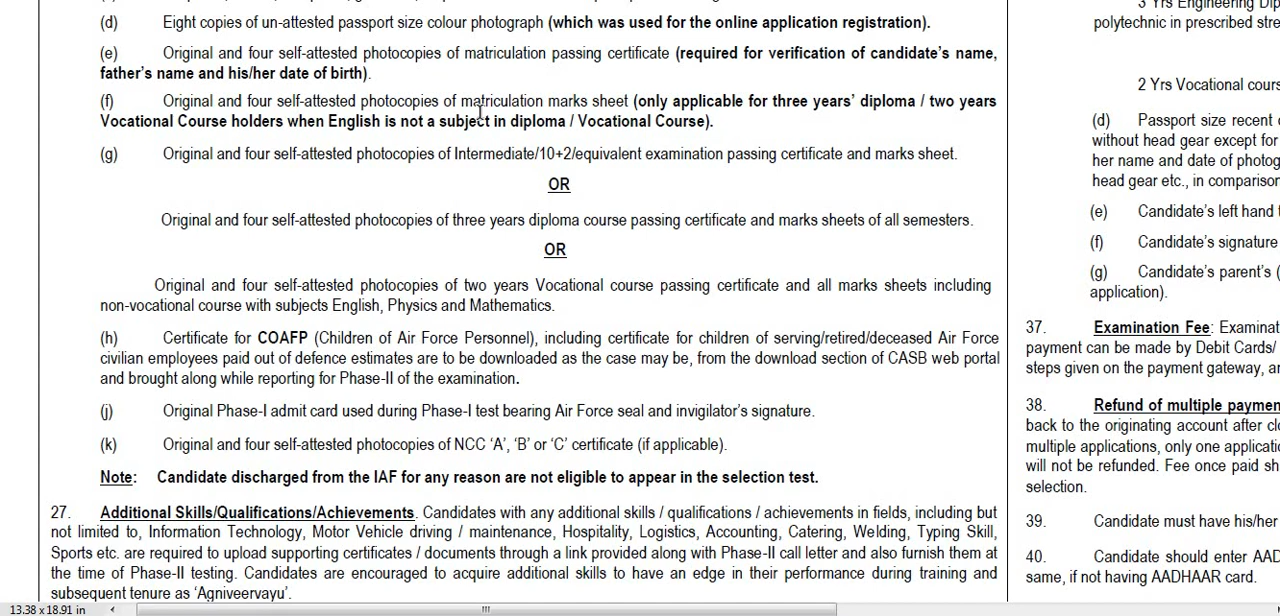 (d) Eight copies of un-attested passport size colour photograph (which was used for the online application registration).
(e) Original and four self-attested photocopies of matriculation passing certificate (required for verification of candidate's name,
father's name and his/her date of birth).
(f) Original and four self-attested photocopies of matriculation marks sheet (only applicable for three years' diploma / two years
Vocational Course holders when English is not a subject in diploma / Vocational Course).
(g) Original and four self-attested photocopies of Intermediate/10+2/equivalent examination passing certificate and marks sheet.
OR
Original and four self-attested photocopies of three years diploma course passing certificate and marks sheets of all semesters.
OR
Original and four self-attested photocopies of two years Vocational course passing certificate and all marks sheets including
non-vocational course with subjects English, Physics and Mathematics.
(h) Certificate for COAFP (Children of Air Force Personnel), including certificate for children of serving/retired/deceased Air Force
civilian employees paid out of defence estimates are to be downloaded as the case may be, from the download section of CASB web portal
and brought along while reporting for Phase-II of the examination.
(j) Original Phase-I admit card used during Phase-I test bearing Air Force seal and invigilator's signature.
(k) Original and four self-attested photocopies of NCC 'A', 'B' or 'C' certificate (if applicable).
Note: Candidate discharged from the IAF for any reason are not eligible to appear in the selection test.
27. Additional Skills/Qualifications/Achievements. Candidates with any additional skills / qualifications / achievements in fields, including but
not limited to, Information Technology, Motor Vehicle driving / maintenance, Hospitality, Logistics, Accounting, Catering, Welding, Typing Skill,
Sports etc. are required to upload supporting certificates / documents through a link provided along with Phase-II call letter and also furnish them at
the time of Phase-II testing. Candidates are encouraged to acquire additional skills to have an edge in their performance during training and
subsequent tenure as 'Agniveervayu'.
3 Yrs Engineering Dip
polytechnic in prescribed stre
2 Yrs Vocational cours
(d) Passport size recent
without head gear except for
her name and date of photog
head gear etc., in comparison
(e) Candidate's left hand
(f) Candidate's signature
(g) Candidate's parent's (
application).
37. Examination Fee: Examinat
payment can be made by Debit Cards/
steps given on the payment gateway, an
38. Refund of multiple paymen
back to the originating account after clo
multiple applications, only one applicatio
will not be refunded. Fee once paid sh
selection.
39. Candidate must have his/her
40. Candidate should enter AAD
same, if not having AADHAAR card.
13.38 x 18.91 in